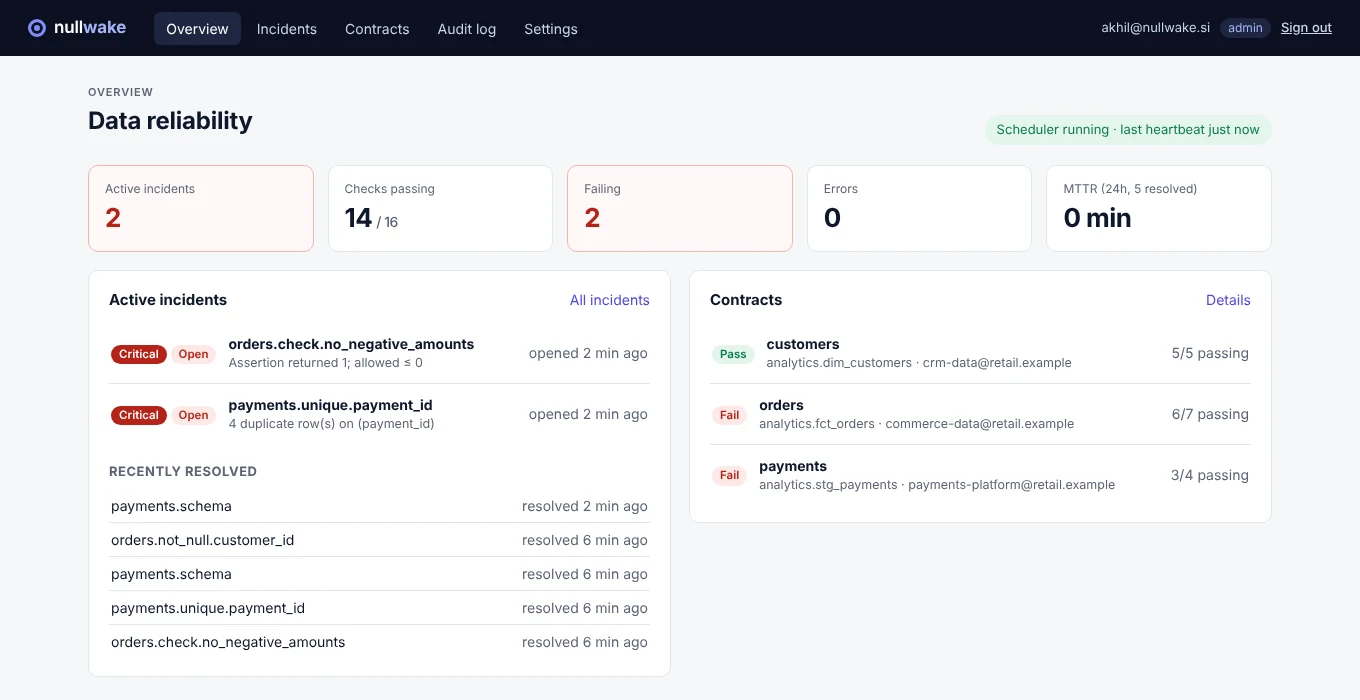 nullwake Overview Incidents Contracts Audit log Settings akhil@nullwake.si admin Sign out
OVERVIEW
Data reliability
Scheduler running · last heartbeat just now
Active incidents
2
Checks passing
14 / 16
Failing
2
Errors
0
MTTR (24h, 5 resolved)
0 min
Active incidents All incidents
Critical Open orders.check.no_negative_amounts opened 2 min ago
Assertion returned 1; allowed ≤ 0
Critical Open payments.unique.payment_id opened 2 min ago
4 duplicate row(s) on (payment_id)
RECENTLY RESOLVED
payments.schema resolved 2 min ago
orders.not_null.customer_id resolved 6 min ago
payments.schema resolved 6 min ago
payments.unique.payment_id resolved 6 min ago
orders.check.no_negative_amounts resolved 6 min ago
Contracts Details
Pass customers 5/5 passing
analytics.dim_customers · crm-data@retail.example
Fail orders 6/7 passing
analytics.fct_orders · commerce-data@retail.example
Fail payments 3/4 passing
analytics.stg_payments · payments-platform@retail.example